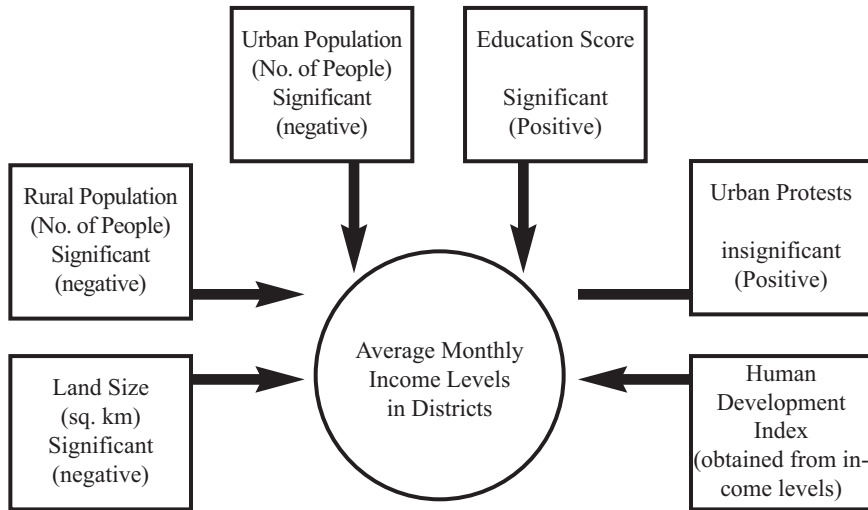 Urban Population
(No. of People)
Significant
(negative)
Education Score
Significant
(Positive)
Rural Population
(No. of People)
Significant
(negative)
Urban Protests
insignificant
(Positive)
Land Size
(sq. km)
Significant
(negative)
Average Monthly
Income Levels
in Districts
Human
Development
Index
(obtained from in-
come levels)